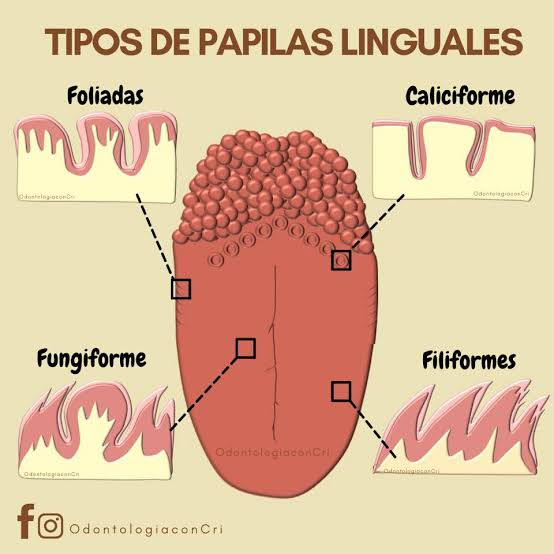 TIPOS DE PAPILAS LINGUALES
Foliadas
Caliciforme
OdontologiaconCri
OdontologiaconCri
Fungiforme
Filiformes
OdontologiaconCri
OdontologiaconCri
OdontologiaconCri
OdontologiaconCri